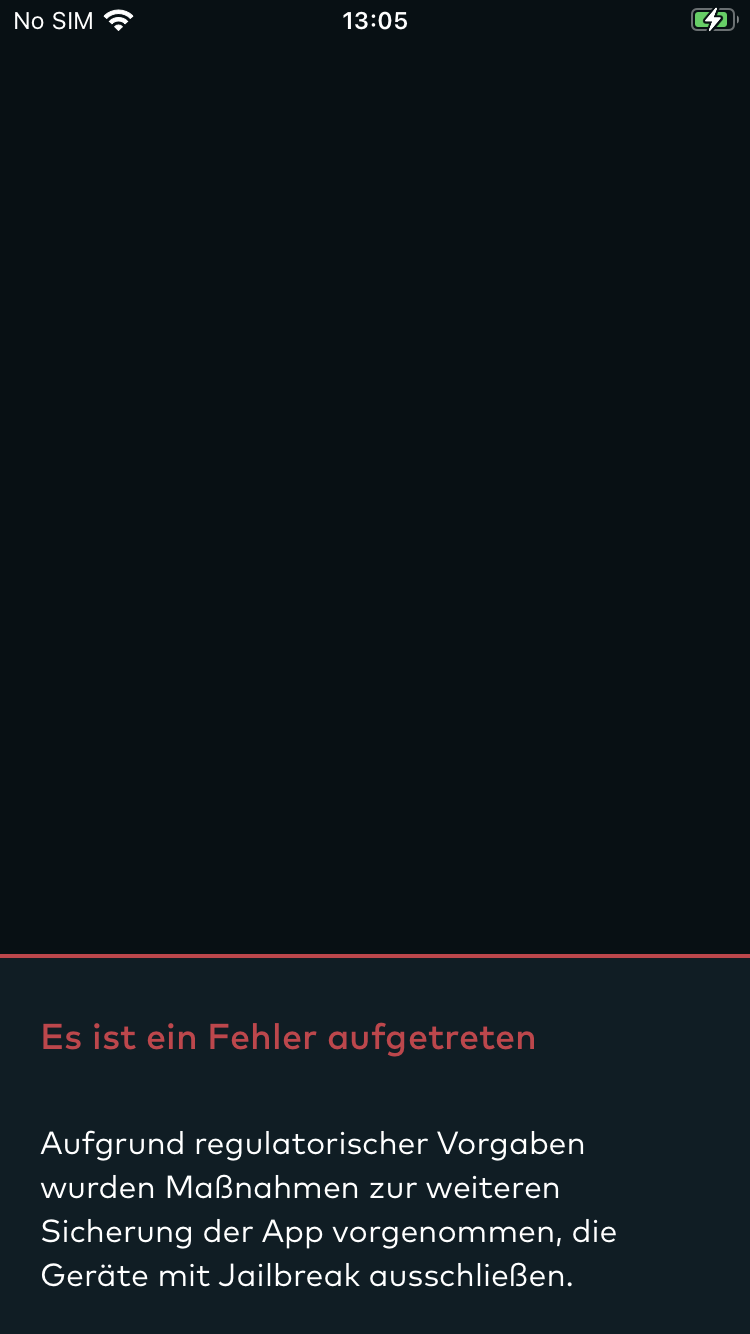 No SIM 13:05
Es ist ein Fehler aufgetreten
Aufgrund regulatorischer Vorgaben
wurden Maßnahmen zur weiteren
Sicherung der App vorgenommen, die
Geräte mit Jailbreak ausschließen.